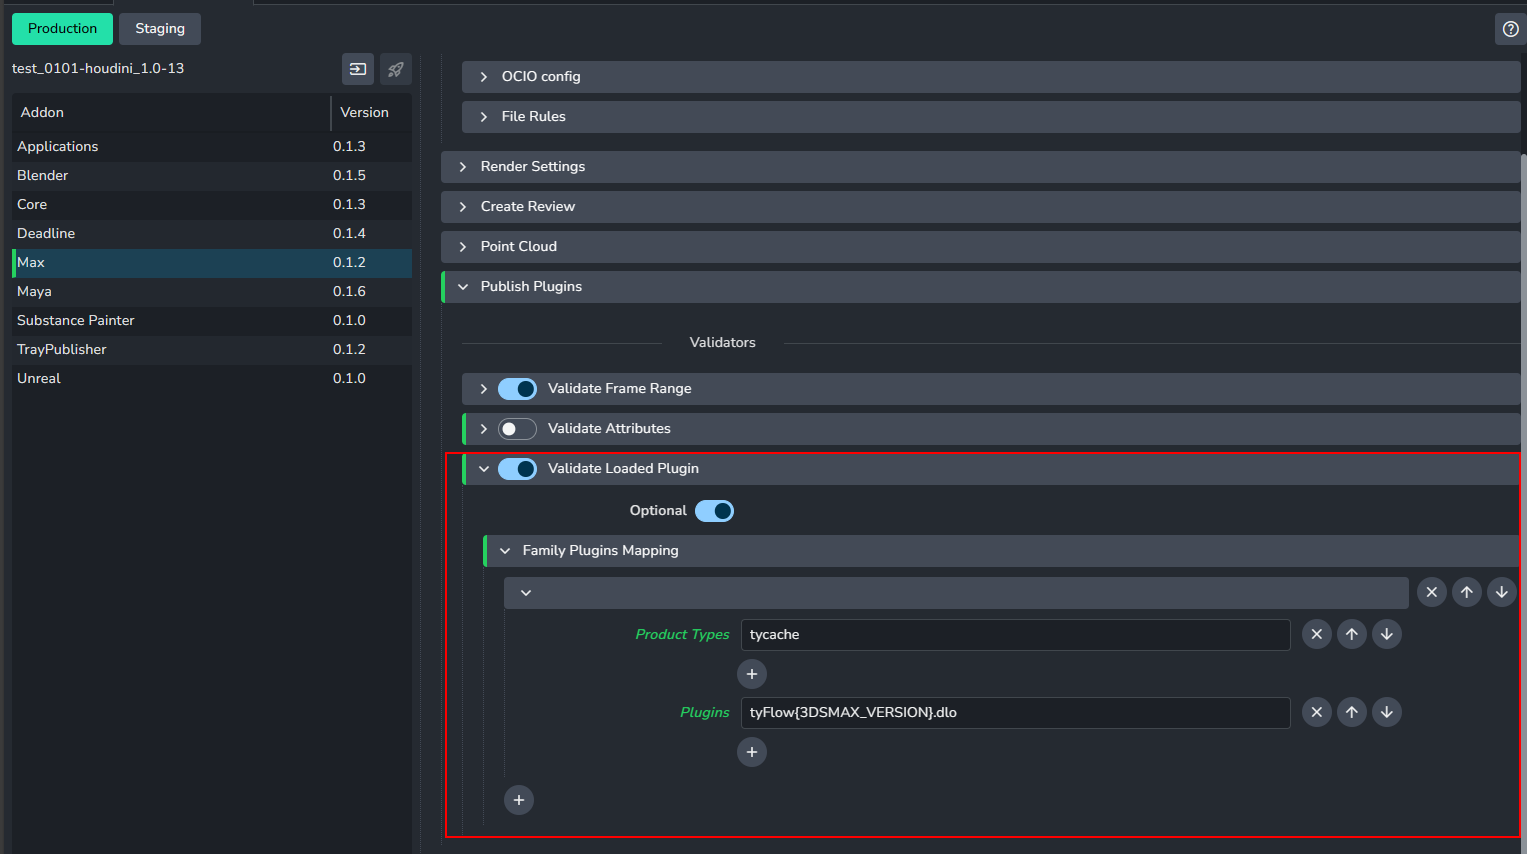 Production Staging
test_0101-houdini_1.0-13
Addon Version
Applications 0.1.3
Blender 0.1.5
Core 0.1.3
Deadline 0.1.4
Max 0.1.2
Maya 0.1.6
Substance Painter 0.1.0
TrayPublisher 0.1.2
Unreal 0.1.0
OCIO config
File Rules
Render Settings
Create Review
Point Cloud
Publish Plugins
Validators
Validate Frame Range
Validate Attributes
Validate Loaded Plugin
Optional
Family Plugins Mapping
Product Types tycache
Plugins tyFlow{3DSMAX_VERSION}.dlo